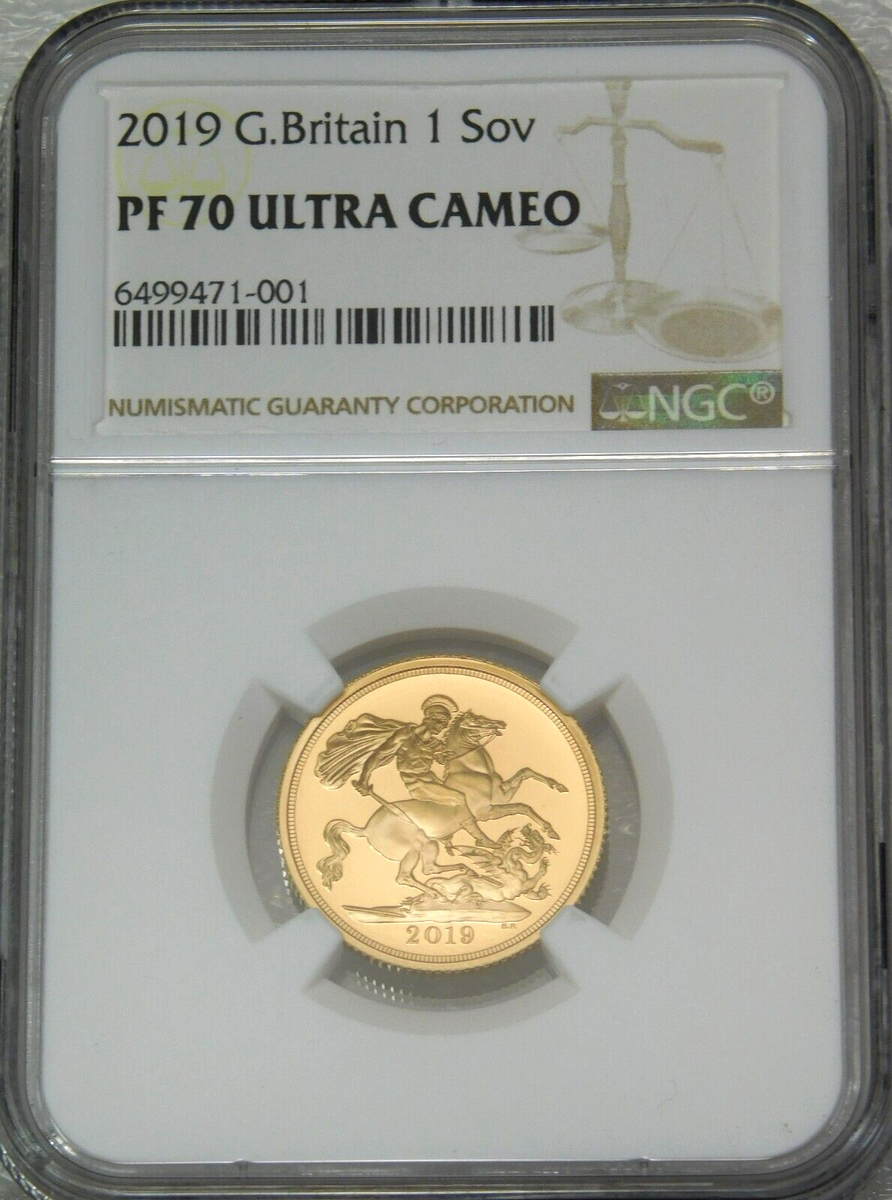 2019 G.Britain 1 Sov
PF 70 ULTRA CAMEO
6499471-001
NUMISMATIC GUARANTY CORPORATION
NGC®
2019
B.P.